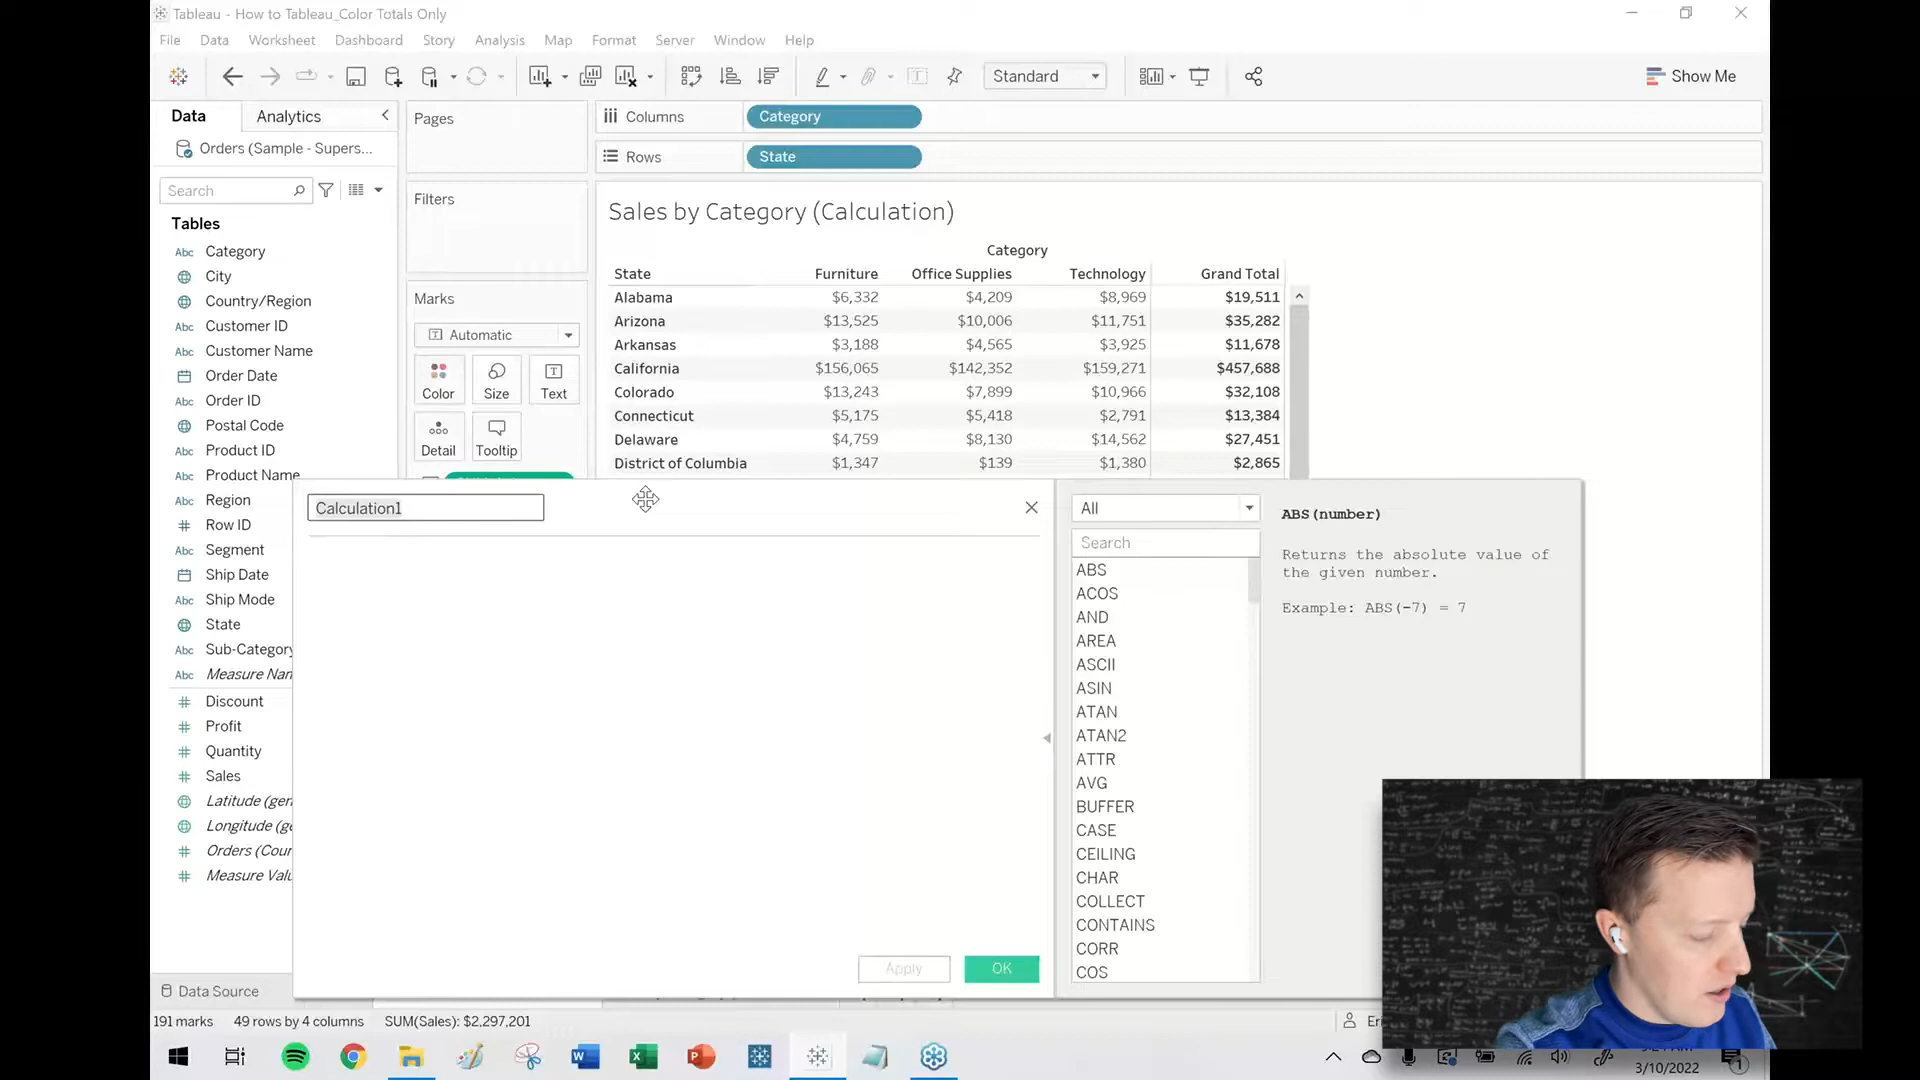 Tableau - How to Tableau_Color Totals Only
File Data Worksheet Dashboard Story Analysis Map Format Server Window Help
Standard
Show Me
Data
Analytics
Orders (Sample - Supers...
Search
Tables
Category
City
Country/Region
Customer ID
Customer Name
Order Date
Order ID
Postal Code
Product ID
Product Name
Region
Row ID
Segment
Ship Date
Ship Mode
State
Sub-Category
Measure Nam
Discount
Profit
Quantity
Sales
Latitude (gen
Longitude (ge
Orders (Cour
Measure Valu
Pages
Filters
Marks
Automatic
Color
Size
Text
Detail
Tooltip
Columns
Category
Rows
State
Sales by Category (Calculation)
Category
State Furniture Office Supplies Technology Grand Total
Alabama $6,332 $4,209 $8,969 $19,511
Arizona $13,525 $10,006 $11,751 $35,282
Arkansas $3,188 $4,565 $3,925 $11,678
California $156,065 $142,352 $159,271 $457,688
Colorado $13,243 $7,899 $10,966 $32,108
Connecticut $5,175 $5,418 $2,791 $13,384
Delaware $4,759 $8,130 $14,562 $27,451
District of Columbia $1,347 $139 $1,380 $2,865
Calculation1
Apply
OK
All
Search
ABS
ACOS
AND
AREA
ASCII
ASIN
ATAN
ATAN2
ATTR
AVG
BUFFER
CASE
CEILING
CHAR
COLLECT
CONTAINS
CORR
COS
ABS(number)
Returns the absolute value of
the given number.
Example: ABS(-7) = 7
Data Source
191 marks
49 rows by 4 columns
SUM(Sales): $2,297,201
3/10/2022